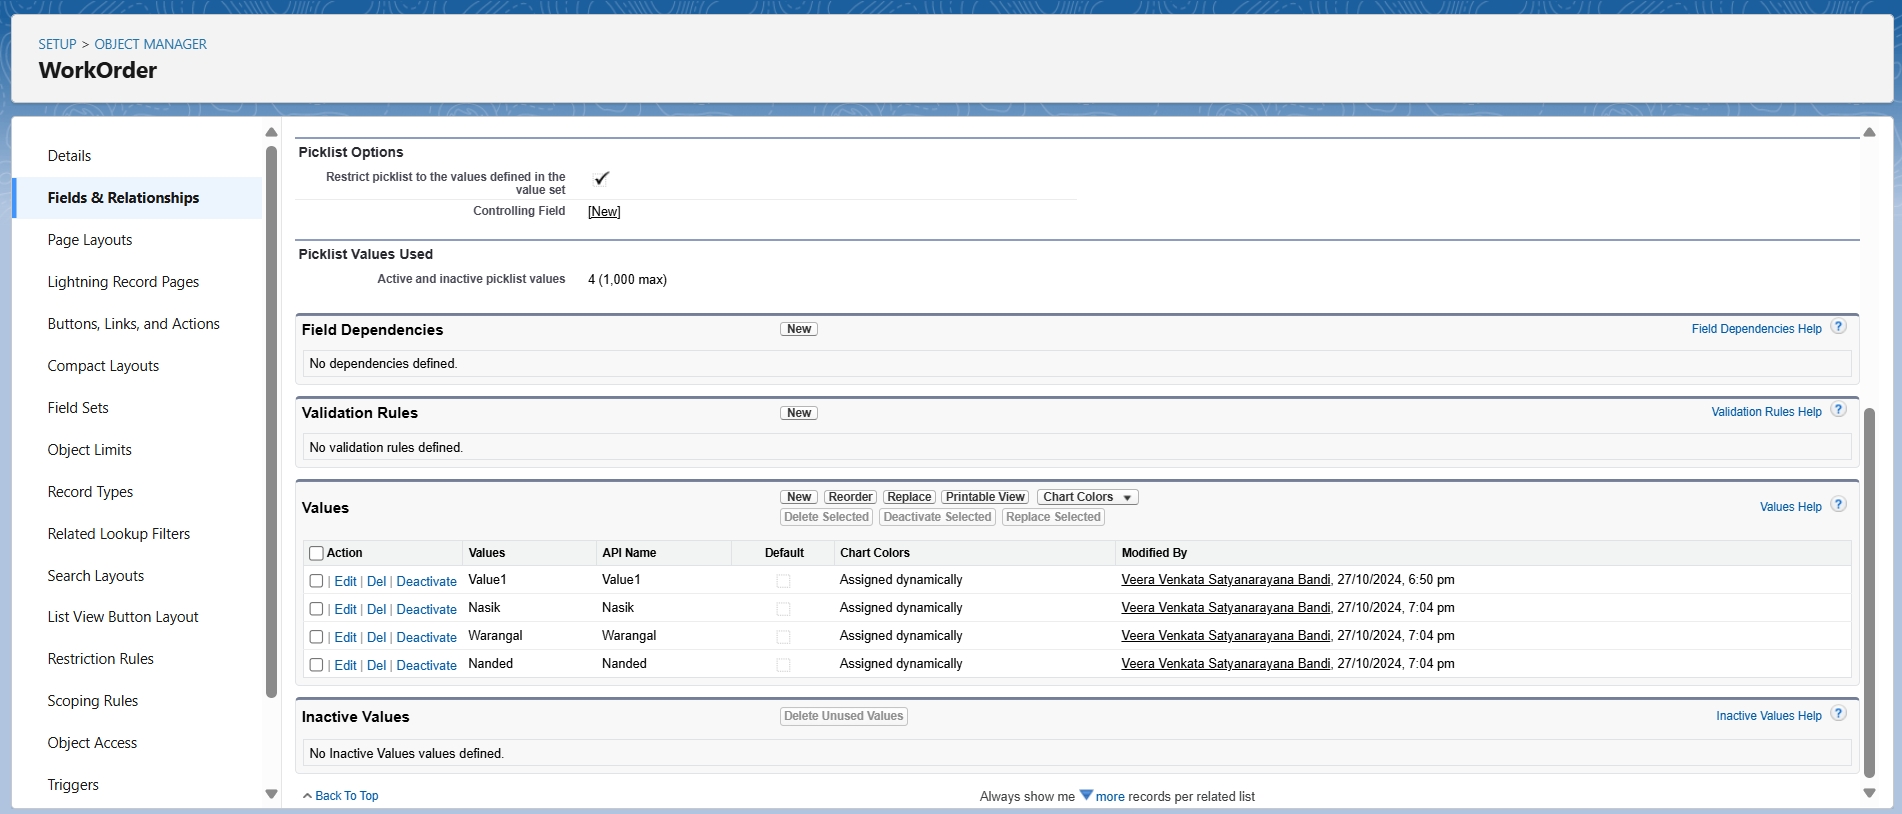 SETUP > OBJECT MANAGER
WorkOrder
Details
Fields & Relationships
Page Layouts
Lightning Record Pages
Buttons, Links, and Actions
Compact Layouts
Field Sets
Object Limits
Record Types
Related Lookup Filters
Search Layouts
List View Button Layout
Restriction Rules
Scoping Rules
Object Access
Triggers
Picklist Options
Restrict picklist to the values defined in the
value set
Controlling Field [New]
Picklist Values Used
Active and inactive picklist values 4 (1,000 max)
Field Dependencies New Field Dependencies Help ?
No dependencies defined.
Validation Rules New Validation Rules Help ?
No validation rules defined.
Values New Reorder Replace Printable View Chart Colors Values Help ?
Delete Selected Deactivate Selected Replace Selected
Action Values API Name Default Chart Colors Modified By
| Edit | Del | Deactivate Value1 Value1 Assigned dynamically Veera Venkata Satyanarayana Bandi, 27/10/2024, 6:50 pm
| Edit | Del | Deactivate Nasik Nasik Assigned dynamically Veera Venkata Satyanarayana Bandi, 27/10/2024, 7:04 pm
| Edit | Del | Deactivate Warangal Warangal Assigned dynamically Veera Venkata Satyanarayana Bandi, 27/10/2024, 7:04 pm
| Edit | Del | Deactivate Nanded Nanded Assigned dynamically Veera Venkata Satyanarayana Bandi, 27/10/2024, 7:04 pm
Inactive Values Delete Unused Values Inactive Values Help ?
No Inactive Values values defined.
Back To Top Always show me more records per related list